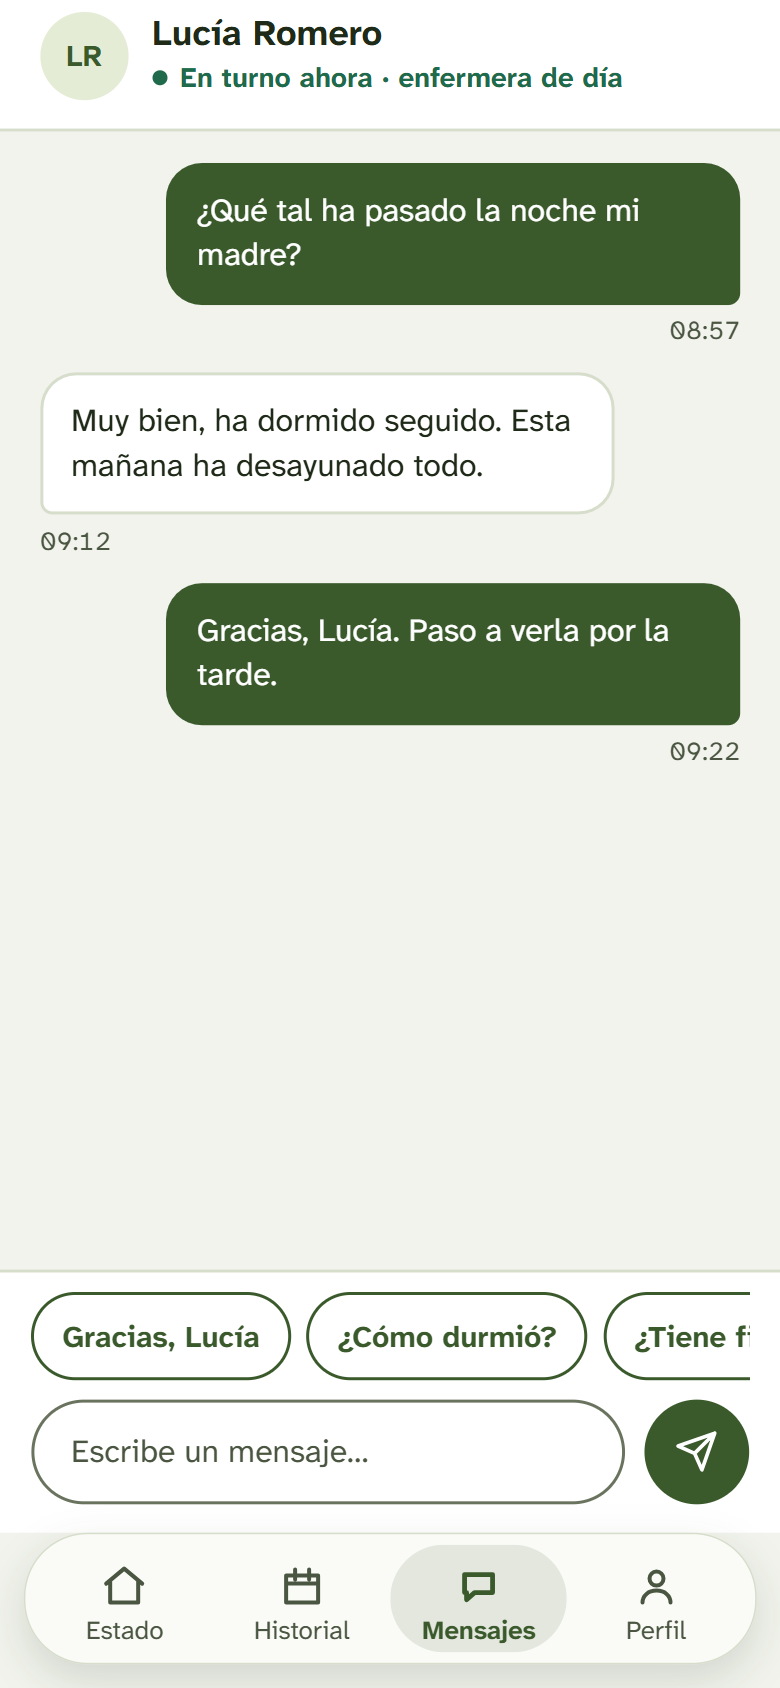 LR
Lucía Romero
En turno ahora · enfermera de día
¿Qué tal ha pasado la noche mi
madre?
08:57
Muy bien, ha dormido seguido. Esta
mañana ha desayunado todo.
09:12
Gracias, Lucía. Paso a verla por la
tarde.
09:22
Gracias, Lucía
¿Cómo durmió?
¿Tiene
Escribe un mensaje...
Estado
Historial
Mensajes
Perfil